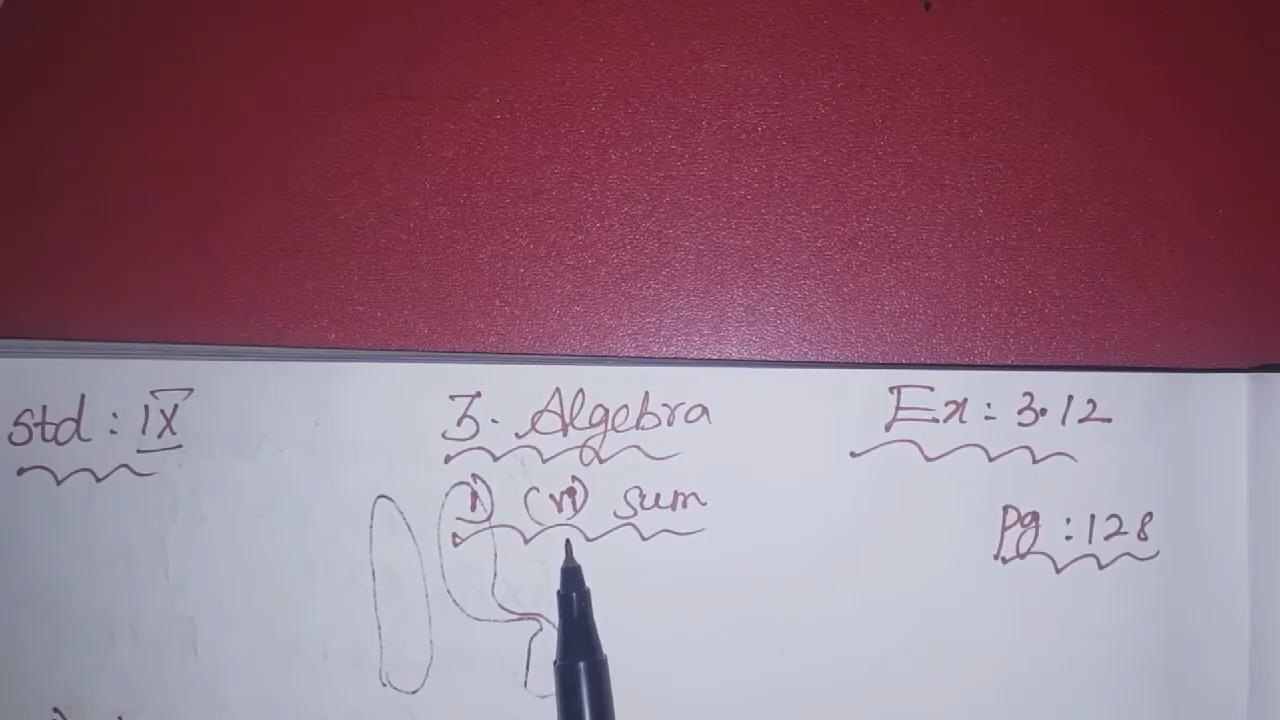 Std : IX 3. Algebra Ex: 3.12
1) (vi) sum
Pg : 128